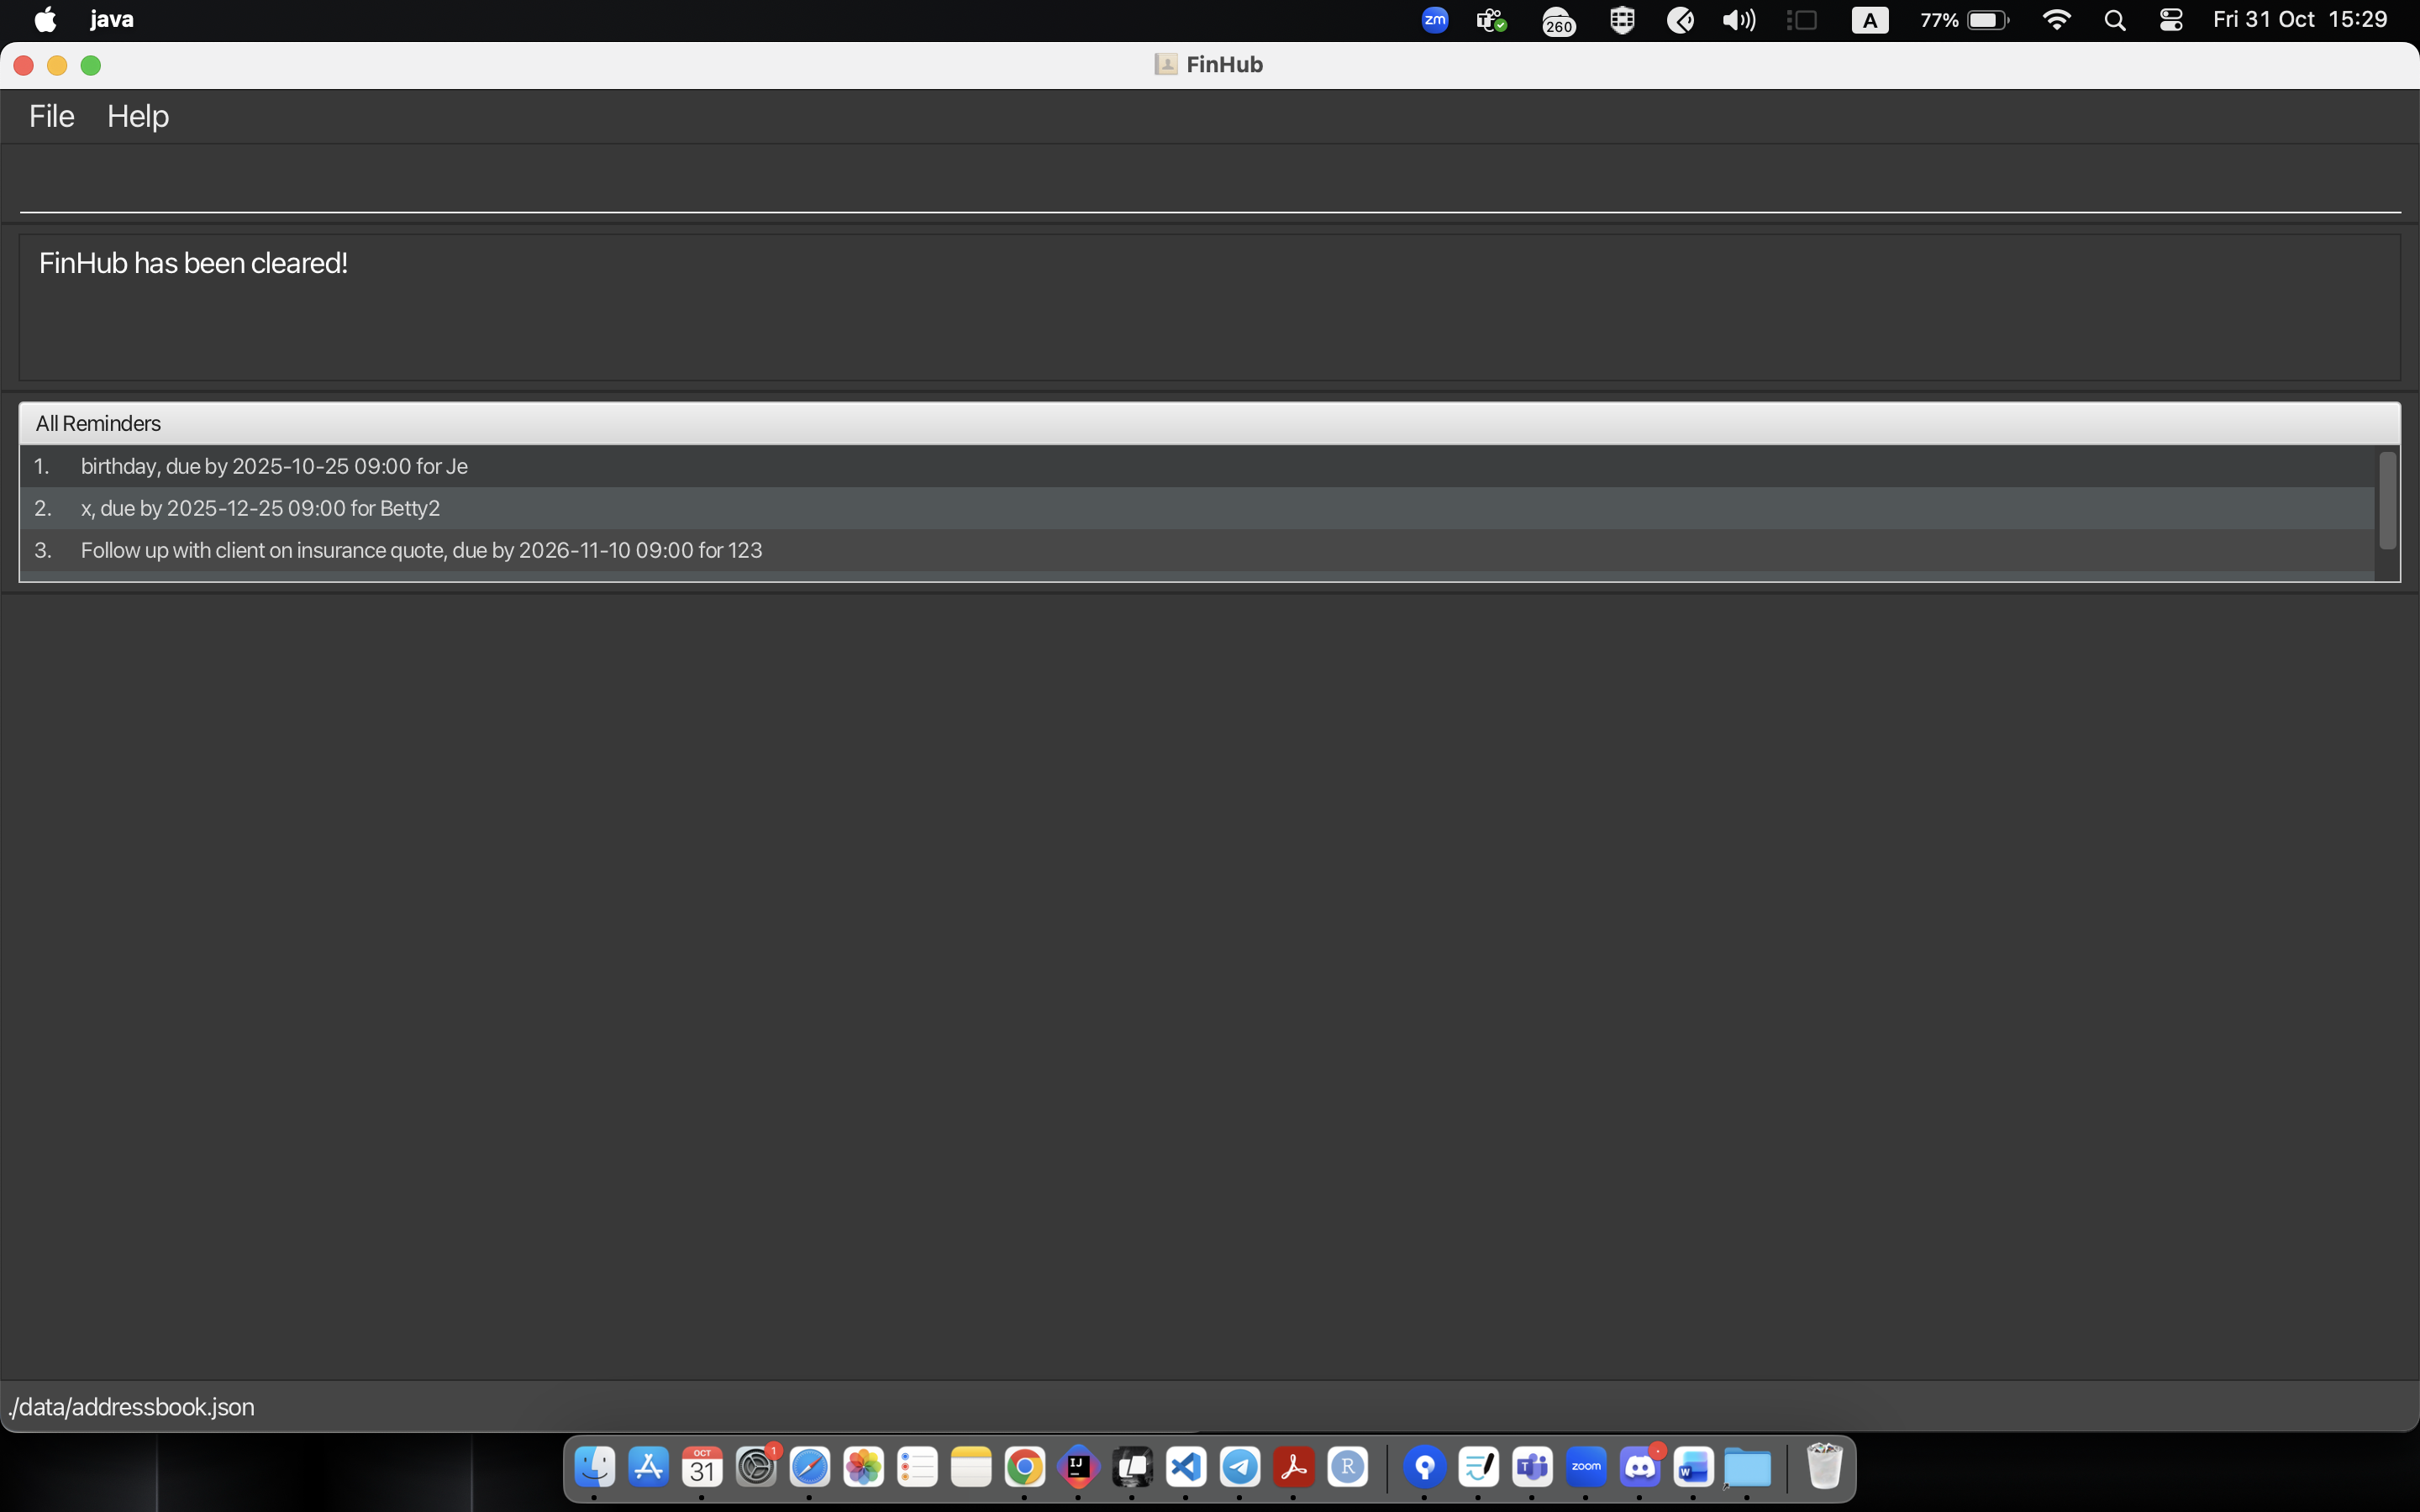 java
zm
260
A
77%
Fri 31 Oct 15:29
FinHub
File Help
FinHub has been cleared!
All Reminders
1. birthday, due by 2025-10-25 09:00 for Je
2. x, due by 2025-12-25 09:00 for Betty2
3. Follow up with client on insurance quote, due by 2026-11-10 09:00 for 123
./data/addressbook.json
OCT
31
1
IJ
R
T
zoom
W